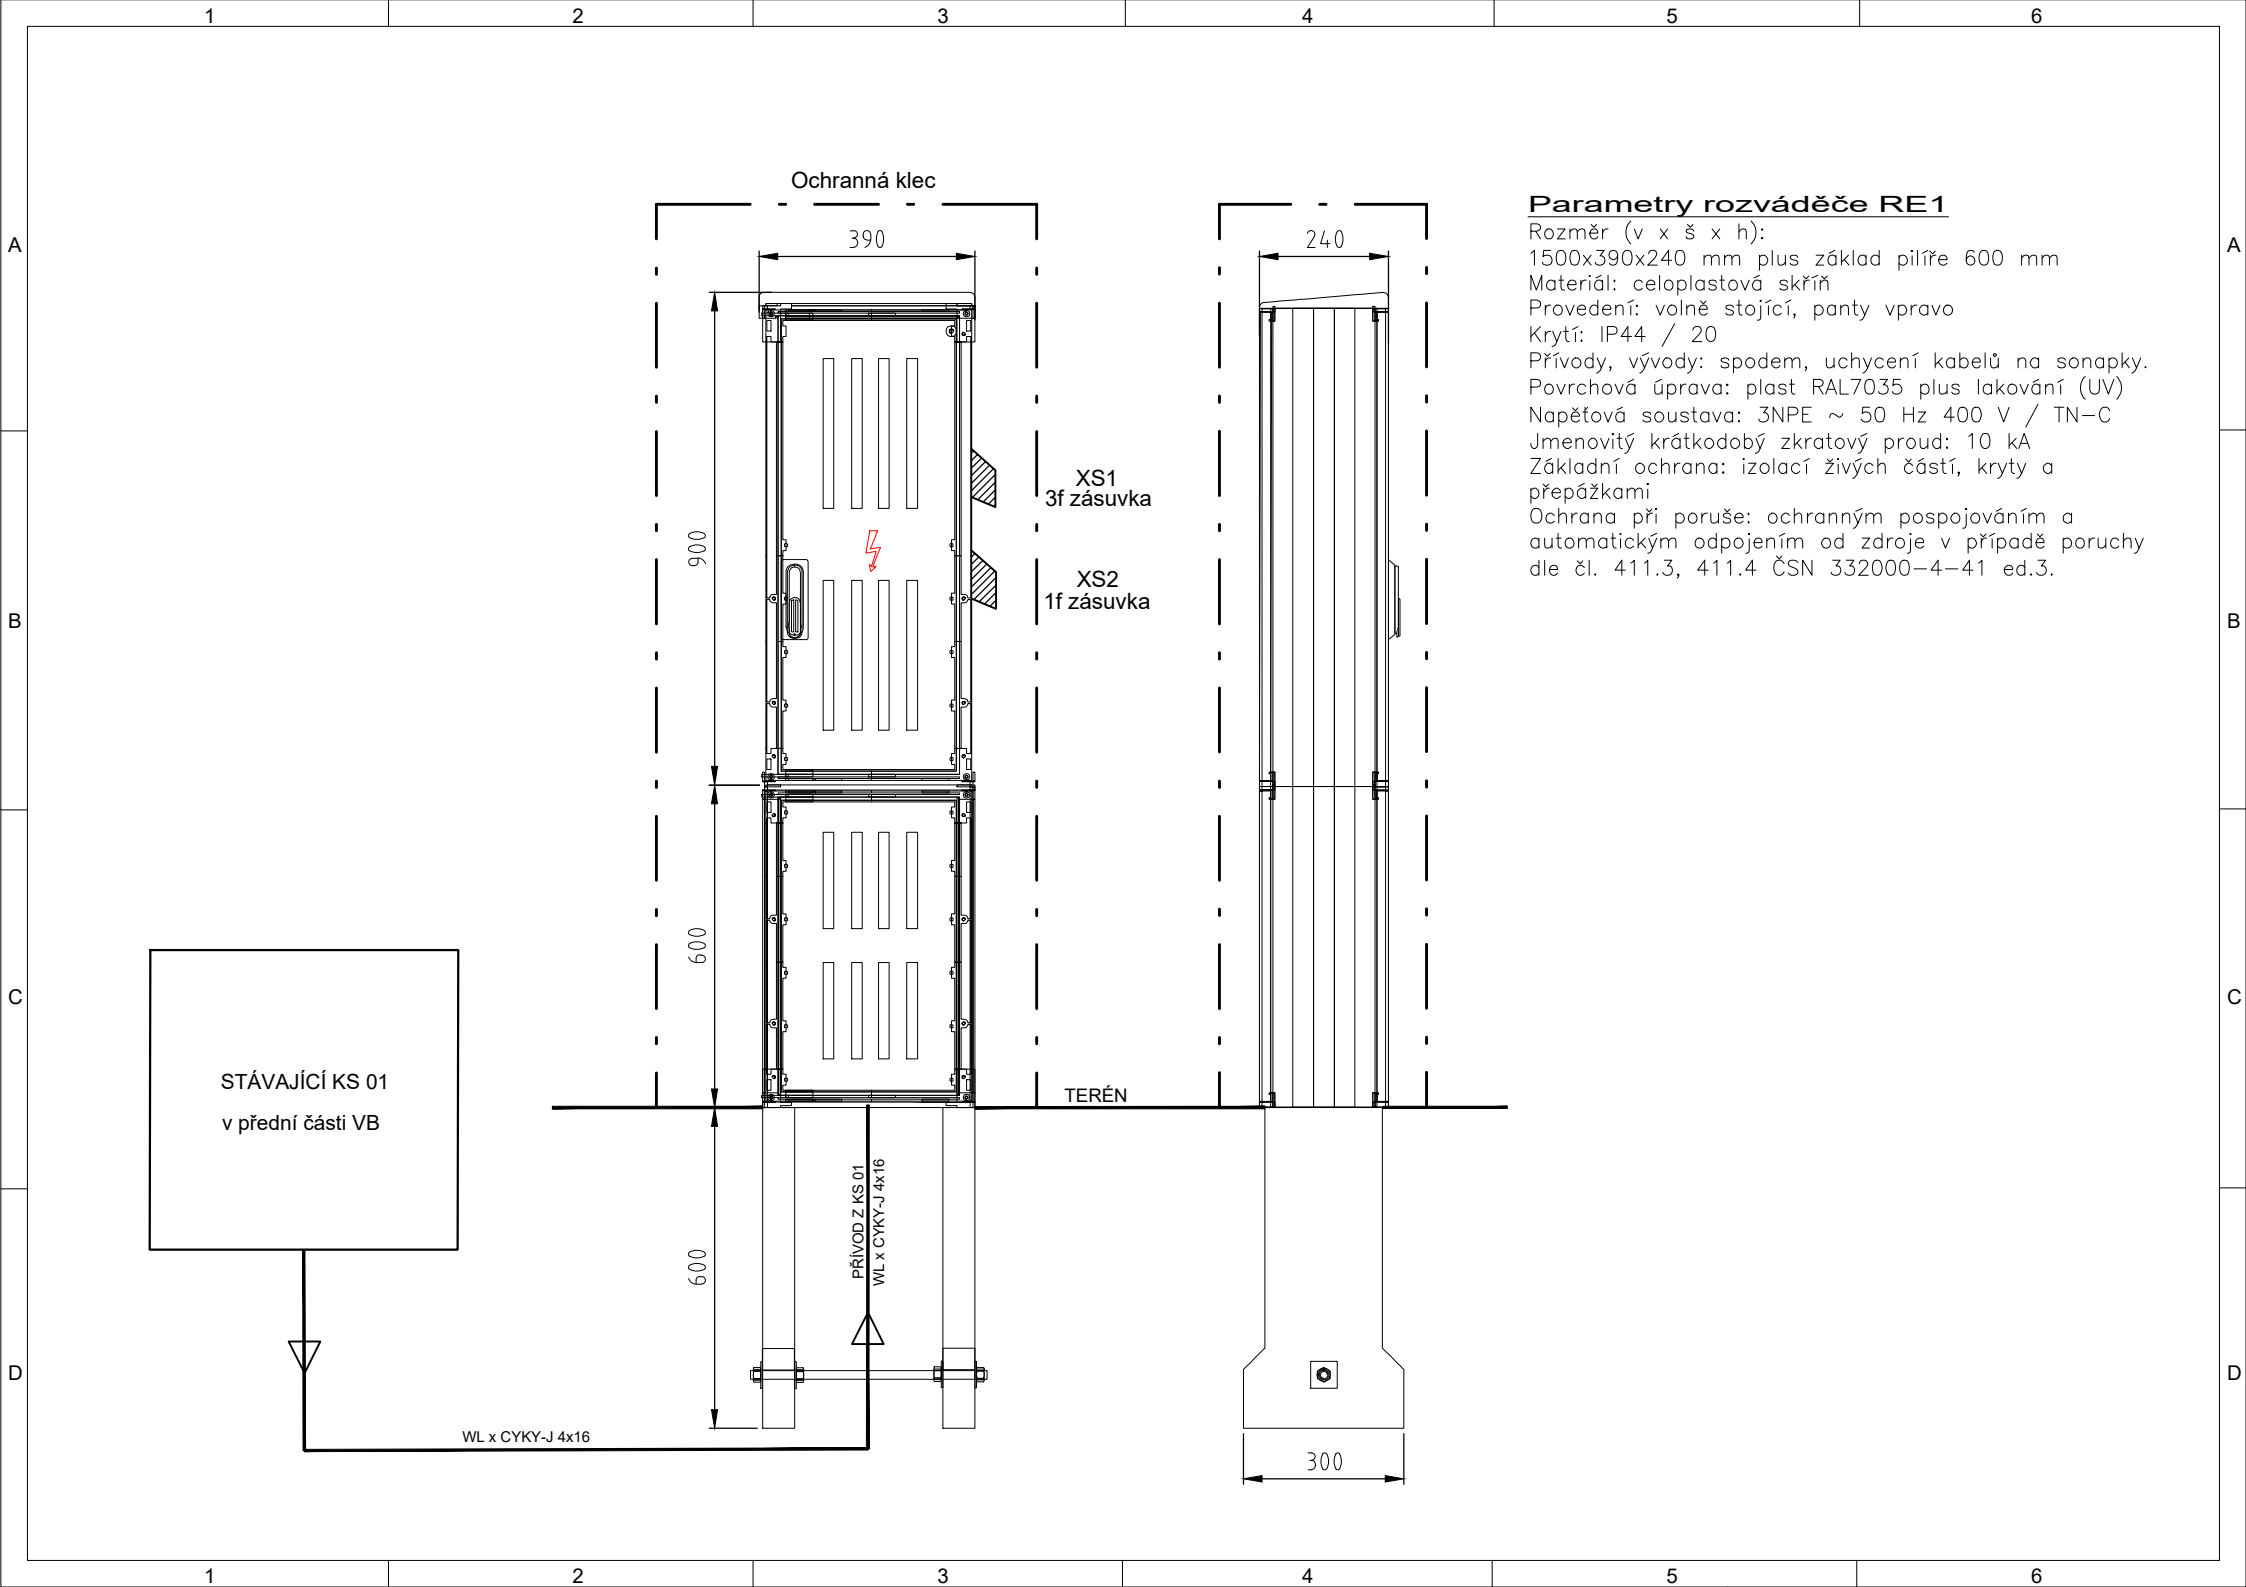 1 2 3 4 5 6
A A
B B
C C
D D
Ochranná klec
390
240
900
600
600
300
XS1
3f zásuvka
XS2
1f zásuvka
Parametry rozváděče RE1
Rozměr (v x š x h):
1500x390x240 mm plus základ pilíře 600 mm
Materiál: celoplastová skříň
Provedení: volně stojící, panty vpravo
Krytí: IP44 / 20
Přívody, vývody: spodem, uchycení kabelů na sonapky.
Povrchová úprava: plast RAL7035 plus lakování (UV)
Napěťová soustava: 3NPE ~ 50 Hz 400 V / TN-C
Jmenovitý krátkodobý zkratový proud: 10 kA
Základní ochrana: izolací živých částí, kryty a
přepážkami
Ochrana při poruše: ochranným pospojováním a
automatickým odpojením od zdroje v případě poruchy
dle čl. 411.3, 411.4 ČSN 332000-4-41 ed.3.
STÁVAJÍCÍ KS 01
v přední části VB
TERÉN
PŘÍVOD Z KS 01
WL x CYKY-J 4x16
WL x CYKY-J 4x16
1 2 3 4 5 6